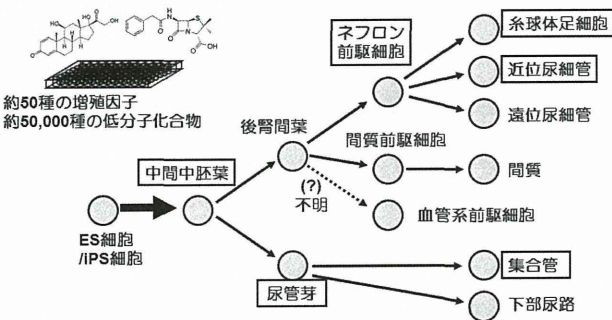 約50種の増殖因子
約50,000種の低分子化合物
ES細胞
/iPS細胞
中間中胚葉
後腎間葉
尿管芽
ネフロン
前駆細胞
間質前駆細胞
(?)
不明
血管系前駆細胞
糸球体足細胞
近位尿細管
遠位尿細管
間質
集合管
下部尿路